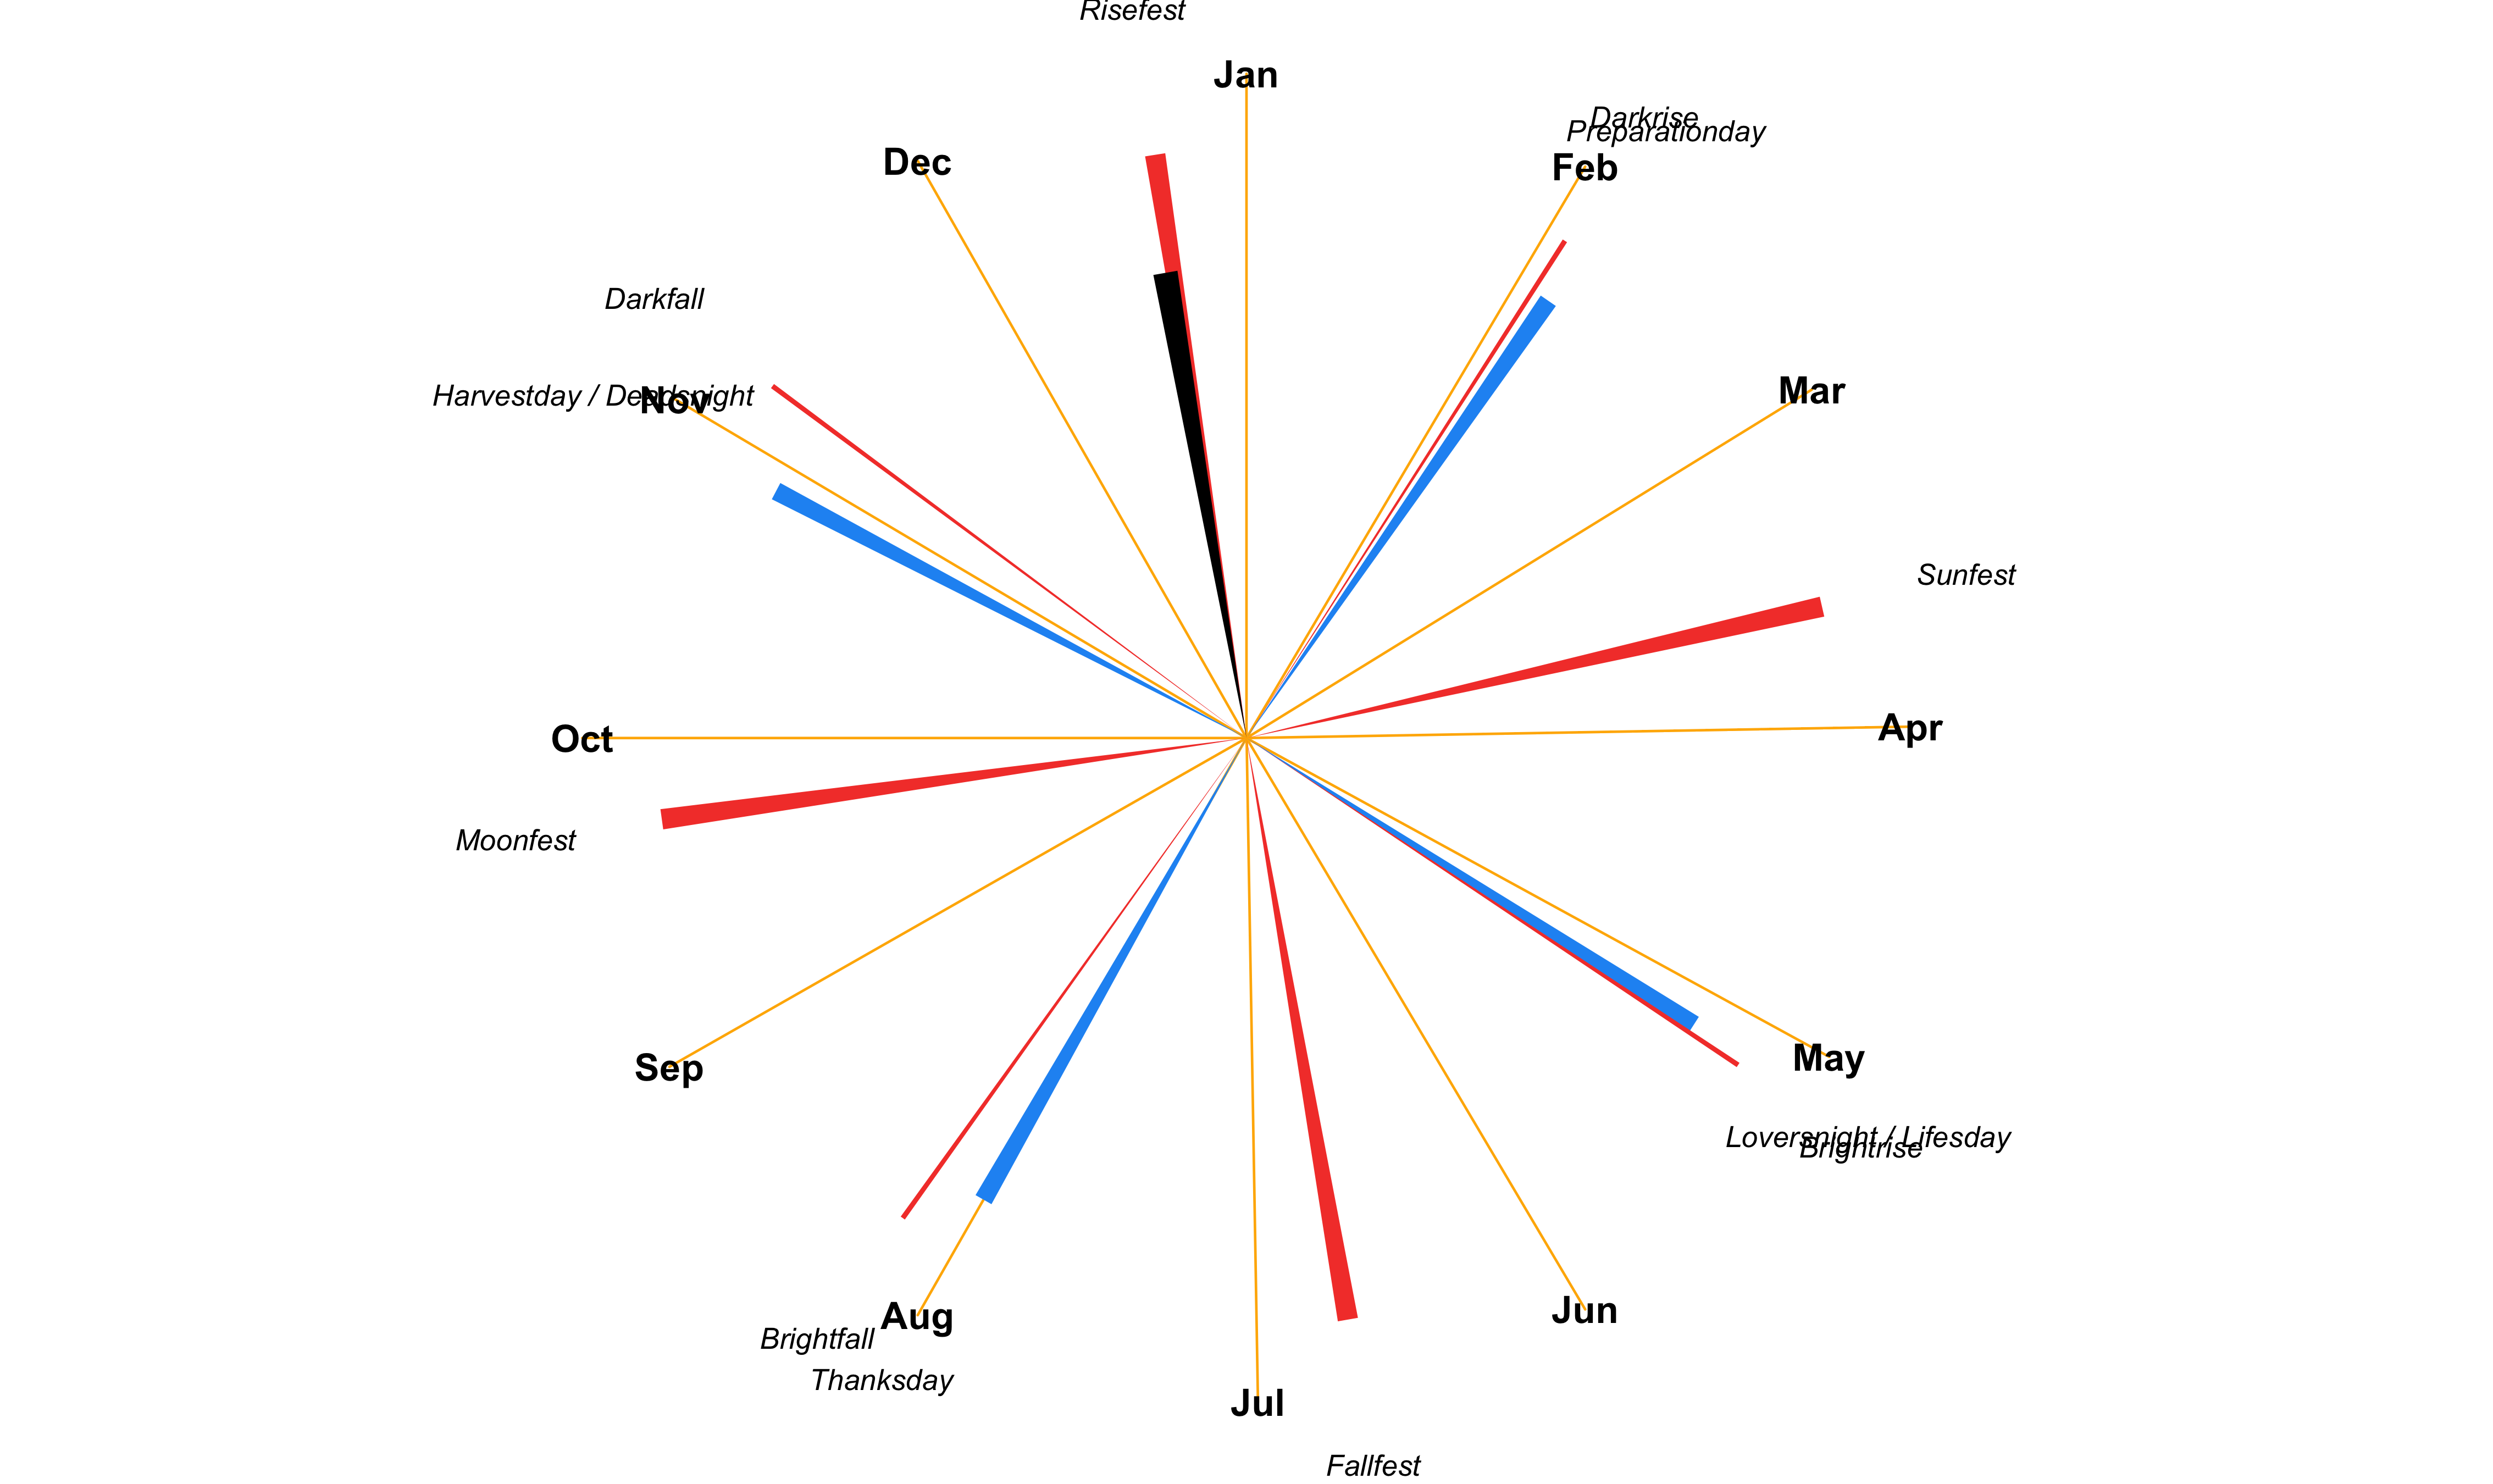 Risefest
Jan
Darkrise
Preparationday
Feb
Dec
Darkfall
Harvestday / Deadsnight
Nov
Mar
Sunfest
Oct
Apr
Moonfest
Sep
May
Loversnight / Lifesday
Brightrise
Aug
Jun
Brightfall
Thanksday
Jul
Fallfest